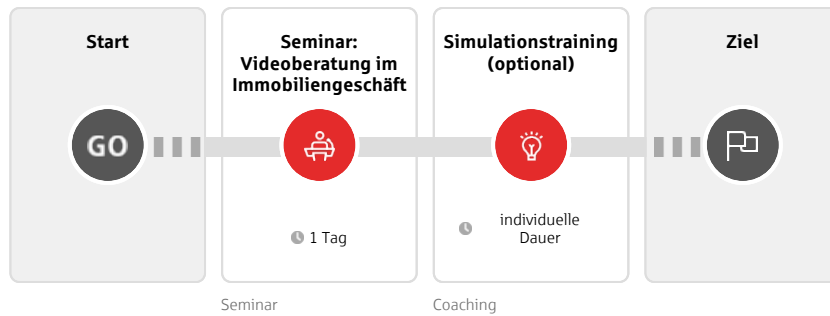 Start
GO
Seminar:
Videoberatung im
Immobiliengeschäft
1 Tag
Seminar
Simulationstraining
(optional)
individuelle
Dauer
Coaching
Ziel